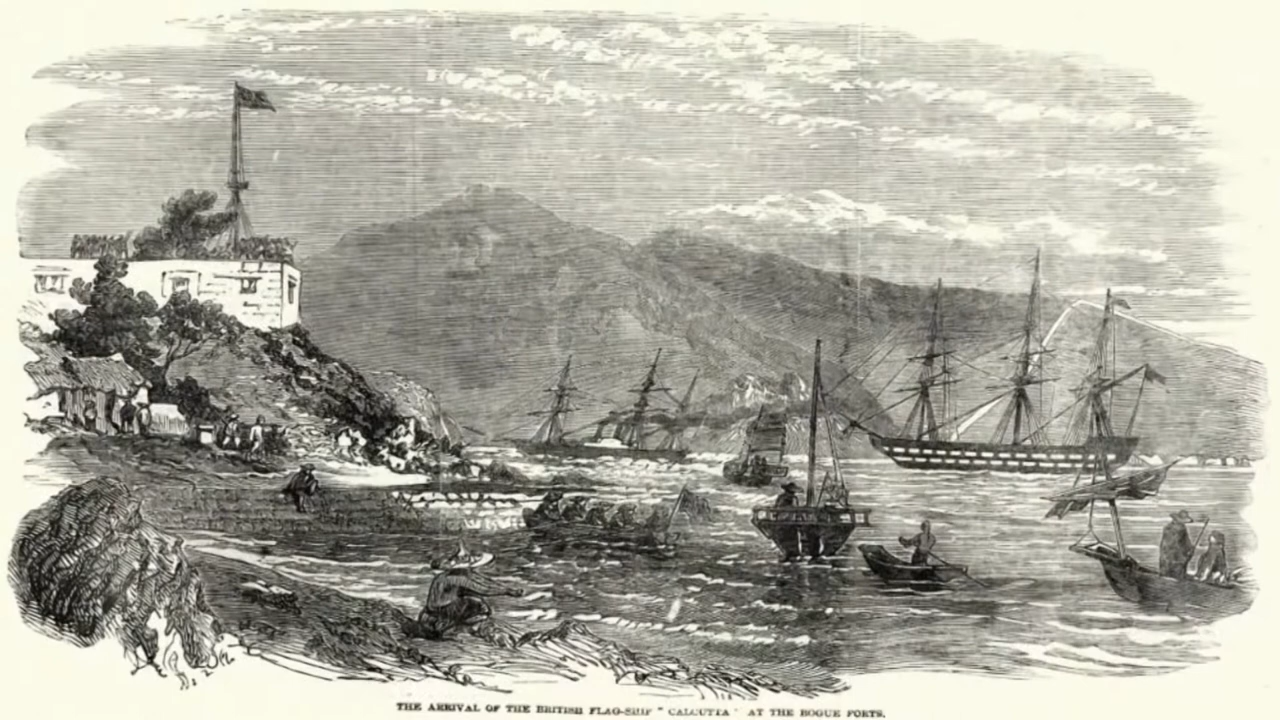 THE ARRIVAL OF THE BRITISH FLAG-SHIP "CALCUTTA" AT THE BOGUE FORTS.